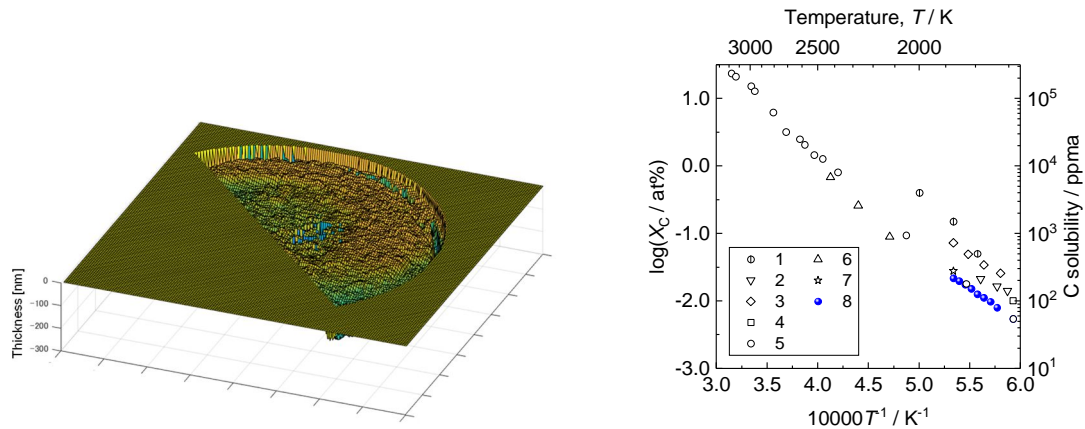 Thickness [nm]
0
-100
-200
-300
Temperature, T / K
3000 2500 2000
log(X_C / at%)
1.0
0.0
-1.0
-2.0
-3.0
10^5
10^4
10^3
10^2
10^1
C solubility / ppma
1 6
2 7
3 8
4
5
3.0 3.5 4.0 4.5 5.0 5.5 6.0
10000T^-1 / K^-1